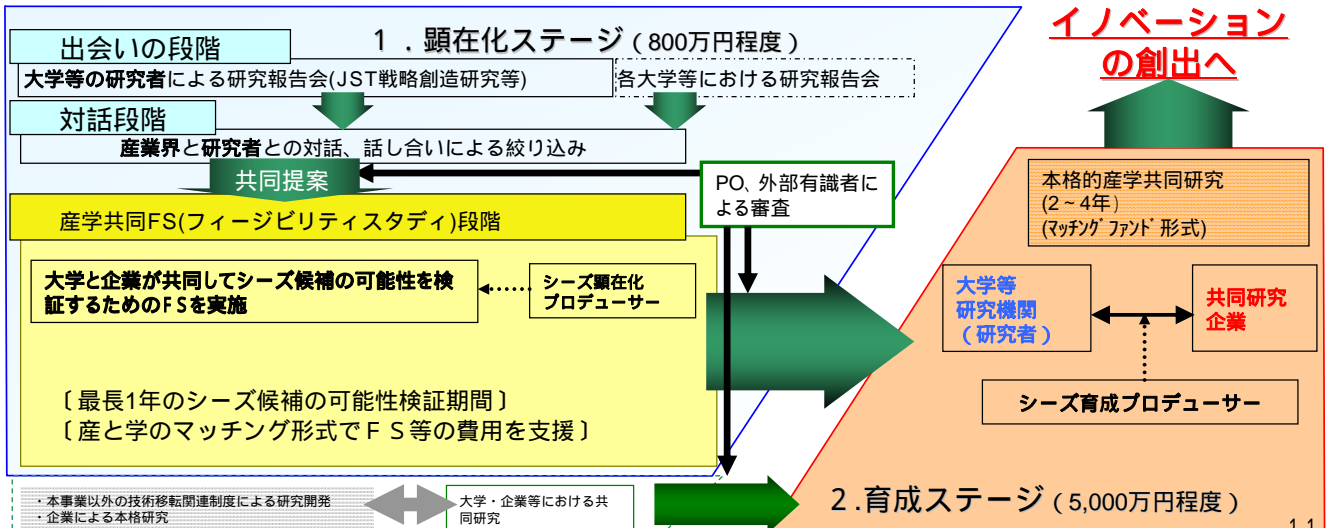 イノベーション
の創出へ
1．顕在化ステージ（800万円程度）
出会いの段階
大学等の研究者による研究報告会(JST戦略創造研究等)
各大学等における研究報告会
対話段階
産業界と研究者との対話、話し合いによる絞り込み
共同提案
PO、外部有識者に
よる審査
産学共同FS(フィージビリティスタディ)段階
大学と企業が共同してシーズ候補の可能性を検
証するためのＦＳを実施
シーズ顕在化
プロデューサー
〔最長1年のシーズ候補の可能性検証期間〕
〔産と学のマッチング形式でＦＳ等の費用を支援〕
本格的産学共同研究
(2～4年)
(ﾏｯﾁﾝｸﾞﾌｧﾝﾄﾞ形式)
大学等
研究機関
（研究者）
共同研究
企業
シーズ育成プロデューサー
・本事業以外の技術移転関連制度による研究開発
・企業による本格研究
大学・企業等における共
同研究
2.育成ステージ（5,000万円程度）
11